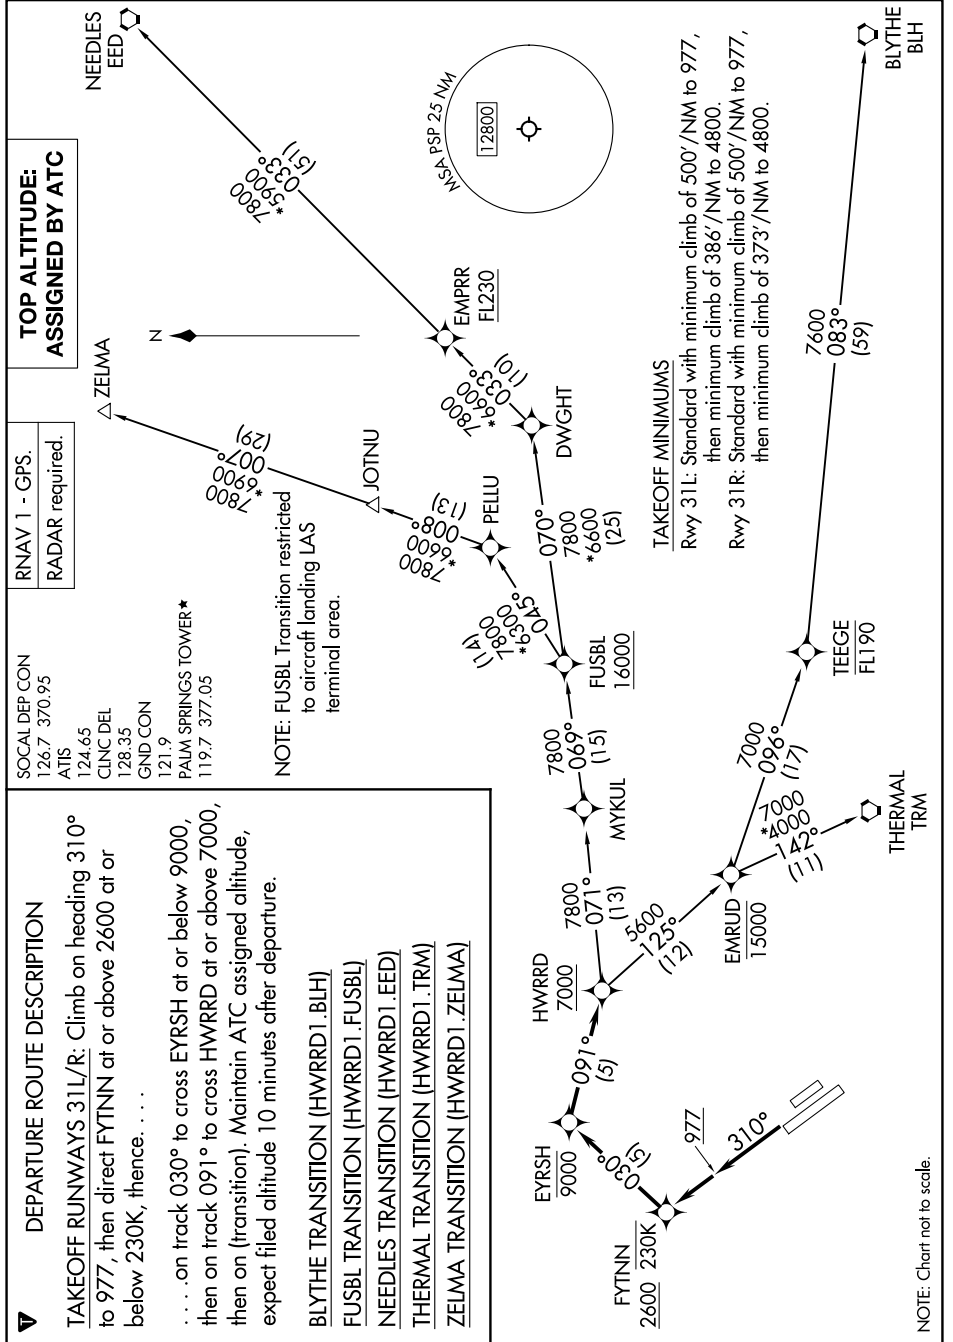 DEPARTURE ROUTE DESCRIPTION
T
TAKEOFF RUNWAYS 31L/R: Climb on heading 310°
to 977, then direct FYTNN at or above 2600 at or
below 230K, thence. . . .
. . . .on track 030° to cross EYRSH at or below 9000,
then on track 091° to cross HWRRD at or above 7000,
then on (transition). Maintain ATC assigned altitude,
expect filed altitude 10 minutes after departure.
BLYTHE TRANSITION (HWRRD1.BLH)
FUSBL TRANSITION (HWRRD1.FUSBL)
NEEDLES TRANSITION (HWRRD1.EED)
THERMAL TRANSITION (HWRRD1.TRM)
ZELMA TRANSITION (HWRRD1.ZELMA)
SOCAL DEP CON
126.7 370.95
ATIS
124.65
CLNC DEL
128.35
GND CON
121.9
PALM SPRINGS TOWER★
119.7 377.05
RNAV 1 - GPS.
RADAR required.
TOP ALTITUDE:
ASSIGNED BY ATC
NOTE: FUSBL Transition restricted
to aircraft landing LAS
terminal area.
NEEDLES
EED
ZELMA
N
7800
*5900
033°
(51)
MSA PSP 25 NM
12800
7800
*6900
007°
(29)
JOTNU
EMPRR
FL230
7800
*6600
008°
(13)
PELLU
7800
*6600
033°
(10)
DWGHT
(14)
7800
*6300
045°
070°
7800
*6600
(25)
FUSBL
16000
7800
069°
(15)
MYKUL
7800
071°
(13)
HWRRD
7000
091°
(5)
EYRSH
9000
030°
(5)
FYTNN
2600 230K
977
310°
5600
125°
(12)
EMRUD
15000
7000
*4000
142°
(11)
THERMAL
TRM
7000
096°
(17)
TEEGE
FL190
7600
083°
(59)
BLYTHE
BLH
TAKEOFF MINIMUMS
Rwy 31L: Standard with minimum climb of 500'/NM to 977,
then minimum climb of 386'/NM to 4800.
Rwy 31R: Standard with minimum climb of 500'/NM to 977,
then minimum climb of 373'/NM to 4800.
NOTE: Chart not to scale.